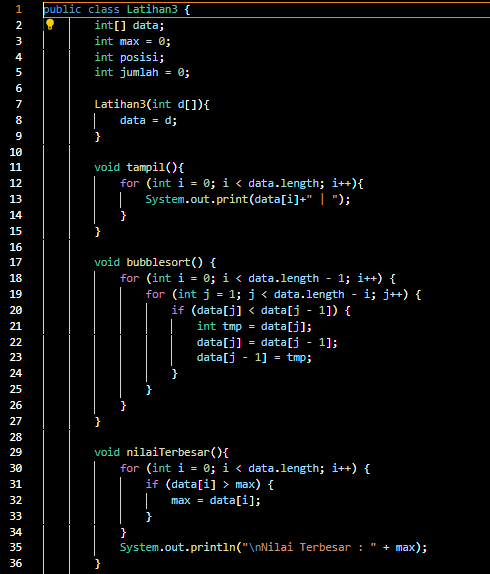 1 public class Latihan3 {
2 int[] data;
3 int max = 0;
4 int posisi;
5 int jumlah = 0;
6
7 Latihan3(int d[]){
8 data = d;
9 }
10
11 void tampil(){
12 for (int i = 0; i < data.length; i++){
13 System.out.print(data[i]+" | ");
14 }
15 }
16
17 void bubblesort() {
18 for (int i = 0; i < data.length - 1; i++) {
19 for (int j = 1; j < data.length - i; j++) {
20 if (data[j] < data[j - 1]) {
21 int tmp = data[j];
22 data[j] = data[j - 1];
23 data[j - 1] = tmp;
24 }
25 }
26 }
27 }
28
29 void nilaiTerbesar(){
30 for (int i = 0; i < data.length; i++) {
31 if (data[i] > max) {
32 max = data[i];
33 }
34 }
35 System.out.println("\nNilai Terbesar : " + max);
36 }